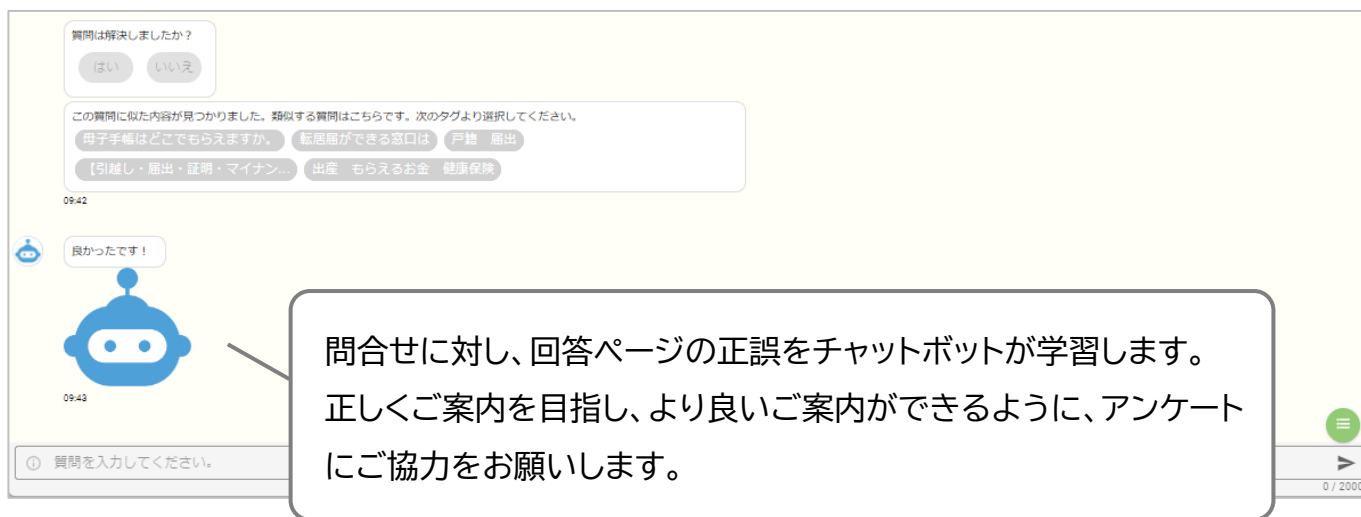 質問は解決しましたか？
はい いいえ
この質問に似た内容が見つかりました。類似する質問はこちらです。次のタグより選択してください。
母子手帳はどこでもらえますか。 転居届ができる窓口は 戸籍 届出
【引越し・届出・証明・マイナン... 出産 もらえるお金 健康保険
09:42
良かったです！
09:43
問合せに対し、回答ページの正誤をチャットボットが学習します。
正しくご案内を目指し、より良いご案内ができるように、アンケート
にご協力をお願いします。
質問を入力してください。
0 / 2000